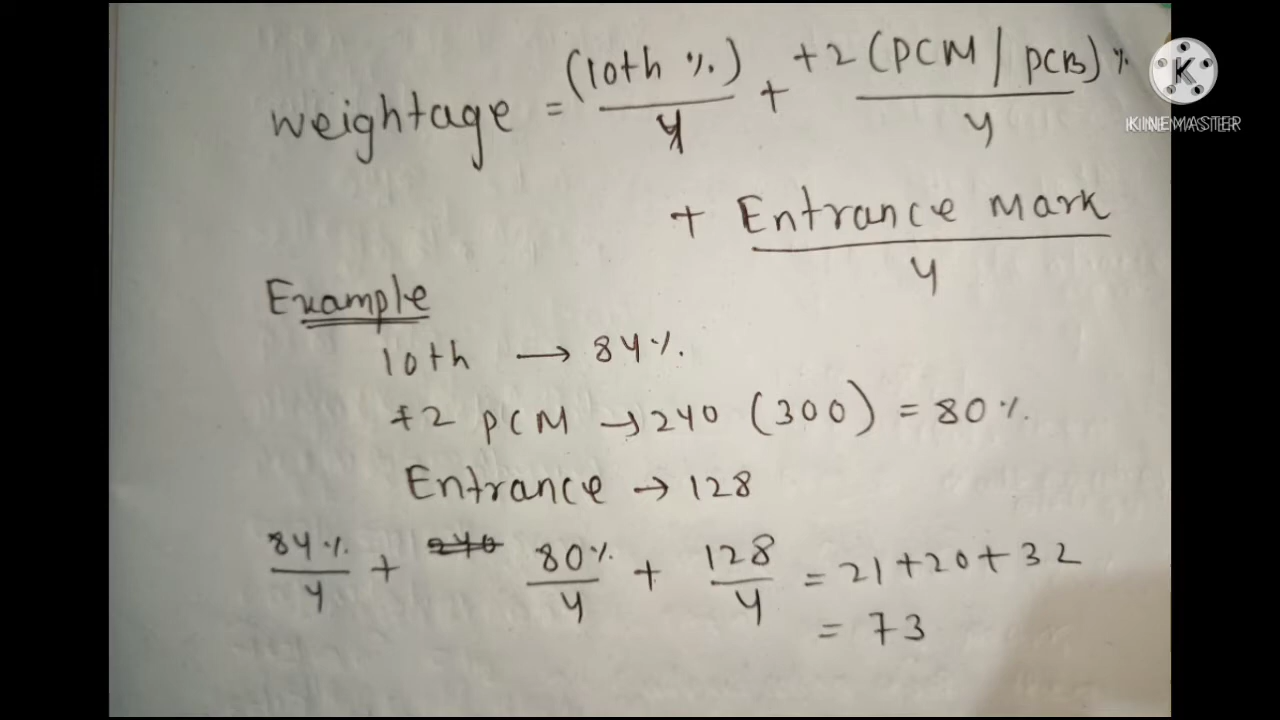 weightage = (10th %)/4 + +2 (PCM / PCB) %/4
+ Entrance Mark/4
KINEMASTER
Example
10th → 84%.
+2 PCM → 240 (300) = 80%.
Entrance → 128
84%/4 + 240 80%/4 + 128/4 = 21+20+32
= 73